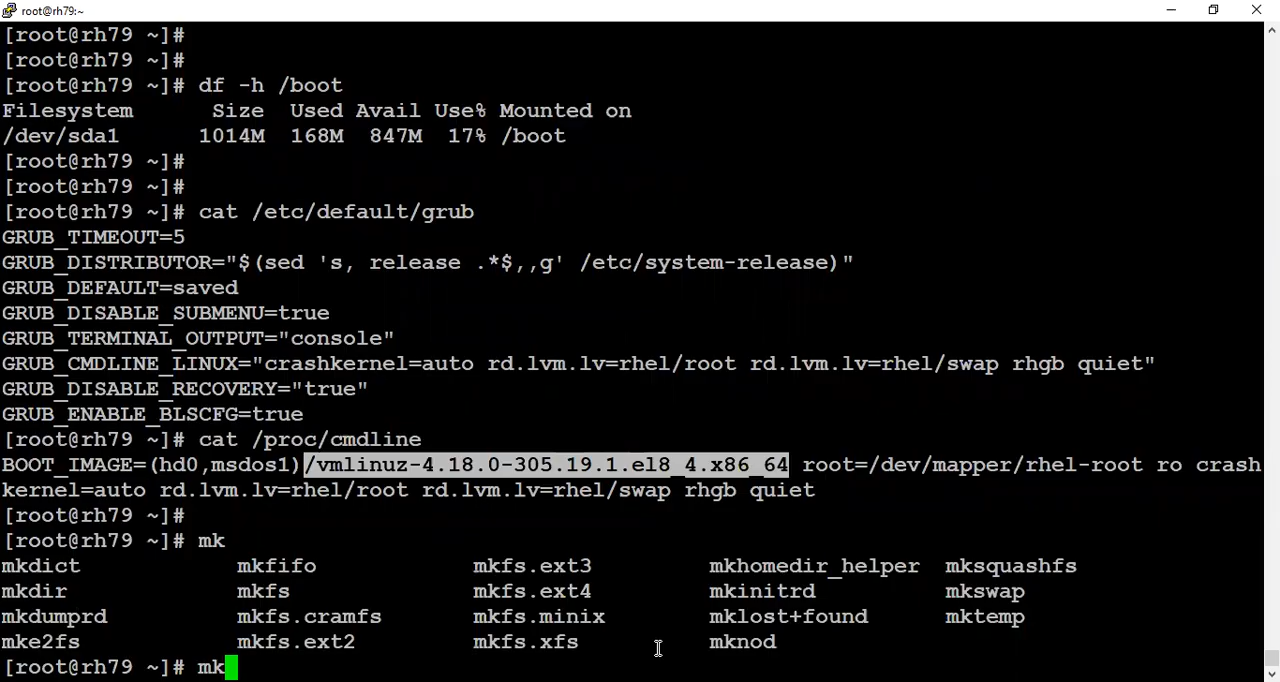 root@rh79:~
[root@rh79 ~]#
[root@rh79 ~]#
[root@rh79 ~]# df -h /boot
Filesystem      Size  Used Avail Use% Mounted on
/dev/sda1      1014M  168M  847M  17% /boot
[root@rh79 ~]#
[root@rh79 ~]#
[root@rh79 ~]# cat /etc/default/grub
GRUB_TIMEOUT=5
GRUB_DISTRIBUTOR="$(sed 's, release .*$,,g' /etc/system-release)"
GRUB_DEFAULT=saved
GRUB_DISABLE_SUBMENU=true
GRUB_TERMINAL_OUTPUT="console"
GRUB_CMDLINE_LINUX="crashkernel=auto rd.lvm.lv=rhel/root rd.lvm.lv=rhel/swap rhgb quiet"
GRUB_DISABLE_RECOVERY="true"
GRUB_ENABLE_BLSCFG=true
[root@rh79 ~]# cat /proc/cmdline
BOOT_IMAGE=(hd0,msdos1)/vmlinuz-4.18.0-305.19.1.el8_4.x86_64 root=/dev/mapper/rhel-root ro crash
kernel=auto rd.lvm.lv=rhel/root rd.lvm.lv=rhel/swap rhgb quiet
[root@rh79 ~]#
[root@rh79 ~]# mk
mkdict            mkfifo            mkfs.ext3         mkhomedir_helper  mksquashfs
mkdir             mkfs              mkfs.ext4         mkinitrd          mkswap
mkdumprd          mkfs.cramfs       mkfs.minix        mklost+found      mktemp
mke2fs            mkfs.ext2         mkfs.xfs          mknod
[root@rh79 ~]# mk